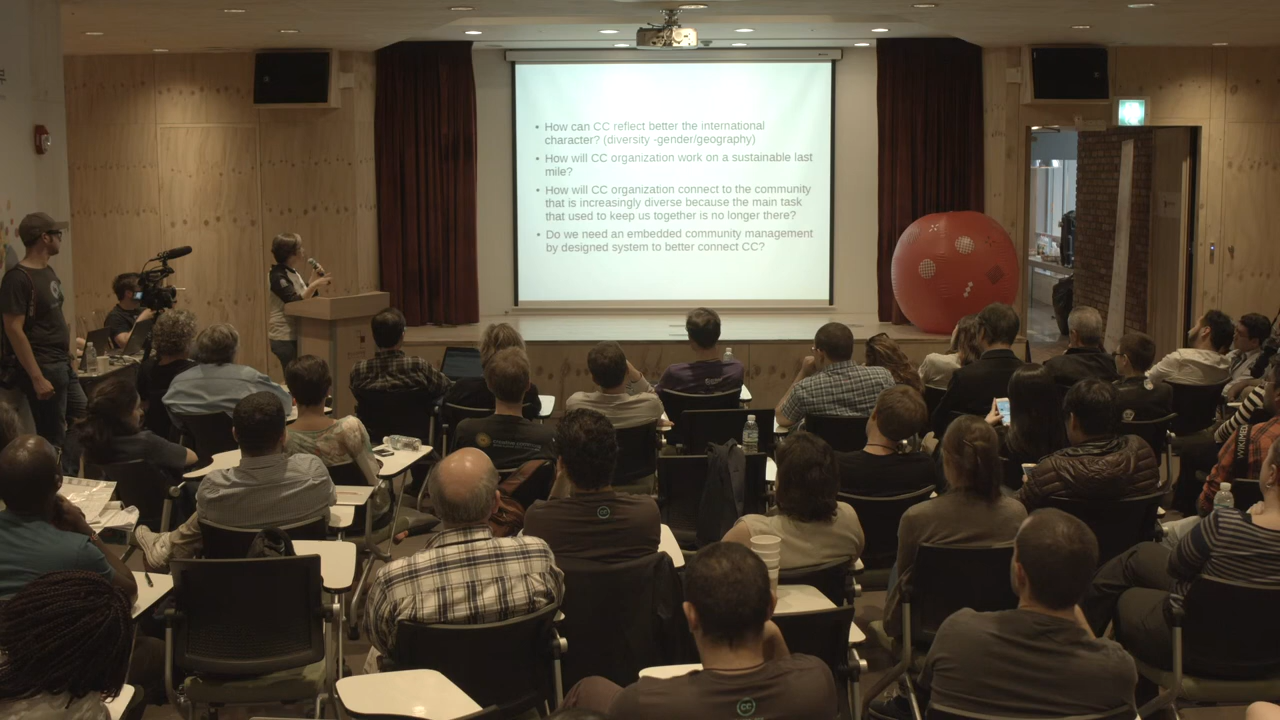 • How can CC reflect better the international
character? (diversity -gender/geography)
• How will CC organization work on a sustainable last
mile?
• How will CC organization connect to the community
that is increasingly diverse because the main task
that used to keep us together is no longer there?
• Do we need an embedded community management
by designed system to better connect CC?
cc
cc